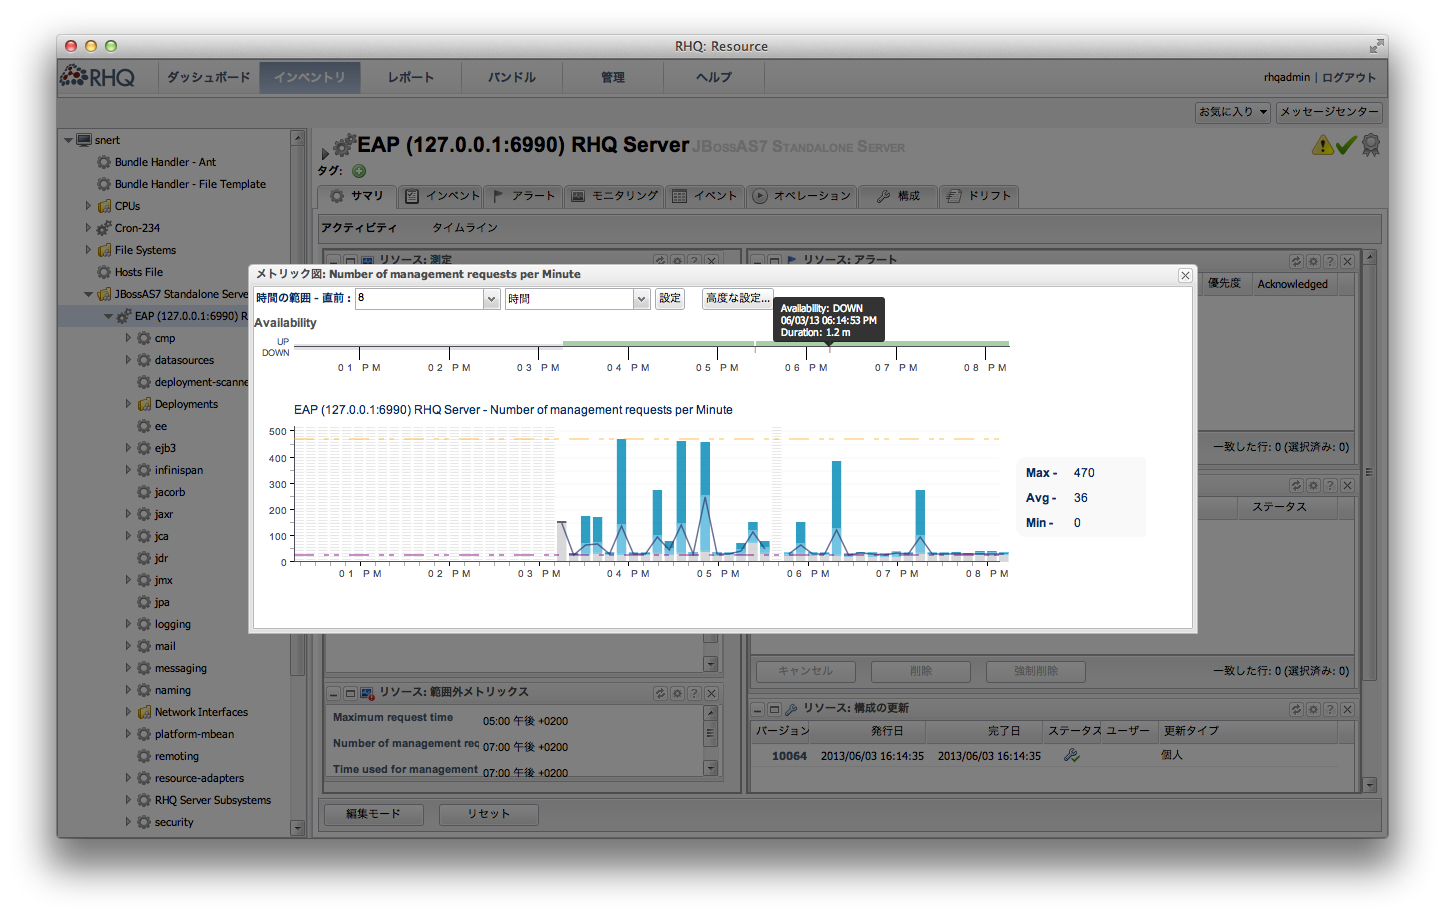 RHQ: Resource
RHQ
ダッシュボード
インベントリ
レポート
バンドル
管理
ヘルプ
rhqadmin | ログアウト
お気に入り
メッセージセンター
snert
Bundle Handler - Ant
Bundle Handler - File Template
CPUs
Cron-234
File Systems
Hosts File
JBossAS7 Standalone Serve
EAP (127.0.0.1:6990) R
cmp
datasources
deployment-scanne
Deployments
ee
ejb3
infinispan
jacorb
jaxr
jca
jdr
jmx
jpa
logging
mail
messaging
naming
Network Interfaces
platform-mbean
remoting
resource-adapters
RHQ Server Subsystems
security
EAP (127.0.0.1:6990) RHQ Server JBossAS7 Standalone Server
タグ:
サマリ
インベント
アラート
モニタリング
イベント
オペレーション
構成
ドリフト
アクティビティ
タイムライン
リソース: 測定
リソース: アラート
優先度
Acknowledged
メトリック図: Number of management requests per Minute
時間の範囲 - 直前 :
8
時間
設定
高度な設定...
Availability: DOWN
06/03/13 06:14:53 PM
Duration: 1.2 m
Availability
UP
DOWN
01 PM
02 PM
03 PM
04 PM
05 PM
06 PM
07 PM
08 PM
EAP (127.0.0.1:6990) RHQ Server - Number of management requests per Minute
500
400
300
200
100
0
01 PM
02 PM
03 PM
04 PM
05 PM
06 PM
07 PM
08 PM
Max - 470
Avg - 36
Min - 0
一致した行: 0 (選択済み: 0)
ステータス
キャンセル
削除
強制削除
一致した行: 0 (選択済み: 0)
リソース: 範囲外メトリックス
Maximum request time
05:00 午後 +0200
Number of management req
07:00 午後 +0200
Time used for management
07:00 午後 +0200
リソース: 構成の更新
バージョン
発行日
完了日
ステータス
ユーザー
更新タイプ
10064
2013/06/03 16:14:35
2013/06/03 16:14:35
個人
編集モード
リセット